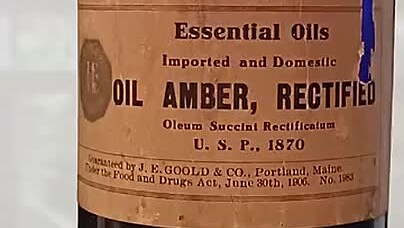 Essential Oils
Imported and Domestic
OIL AMBER, RECTIFIED
Oleum Succini Rectificatum
U. S. P., 1870
Guaranteed by J. E. GOOLD & CO., Portland, Maine
Under the Food and Drugs Act, June 30th, 1906. No. 1983